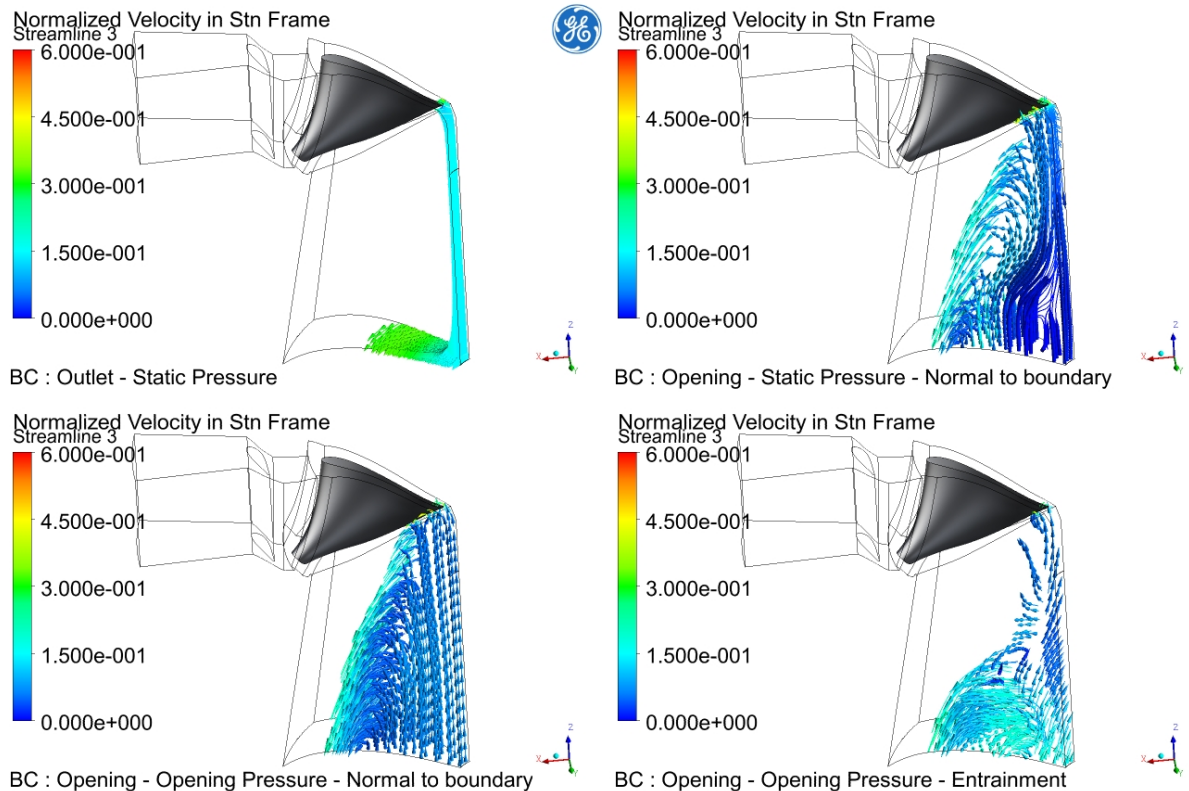 Normalized Velocity in Stn Frame
Streamline 3
6.000e-001
4.500e-001
3.000e-001
1.500e-001
0.000e+000
Z
X
Y
BC : Outlet - Static Pressure
GE
Normalized Velocity in Stn Frame
Streamline 3
6.000e-001
4.500e-001
3.000e-001
1.500e-001
0.000e+000
Z
X
Y
BC : Opening - Static Pressure - Normal to boundary
Normalized Velocity in Stn Frame
Streamline 3
6.000e-001
4.500e-001
3.000e-001
1.500e-001
0.000e+000
Z
X
Y
BC : Opening - Opening Pressure - Normal to boundary
Normalized Velocity in Stn Frame
Streamline 3
6.000e-001
4.500e-001
3.000e-001
1.500e-001
0.000e+000
Z
X
Y
BC : Opening - Opening Pressure - Entrainment